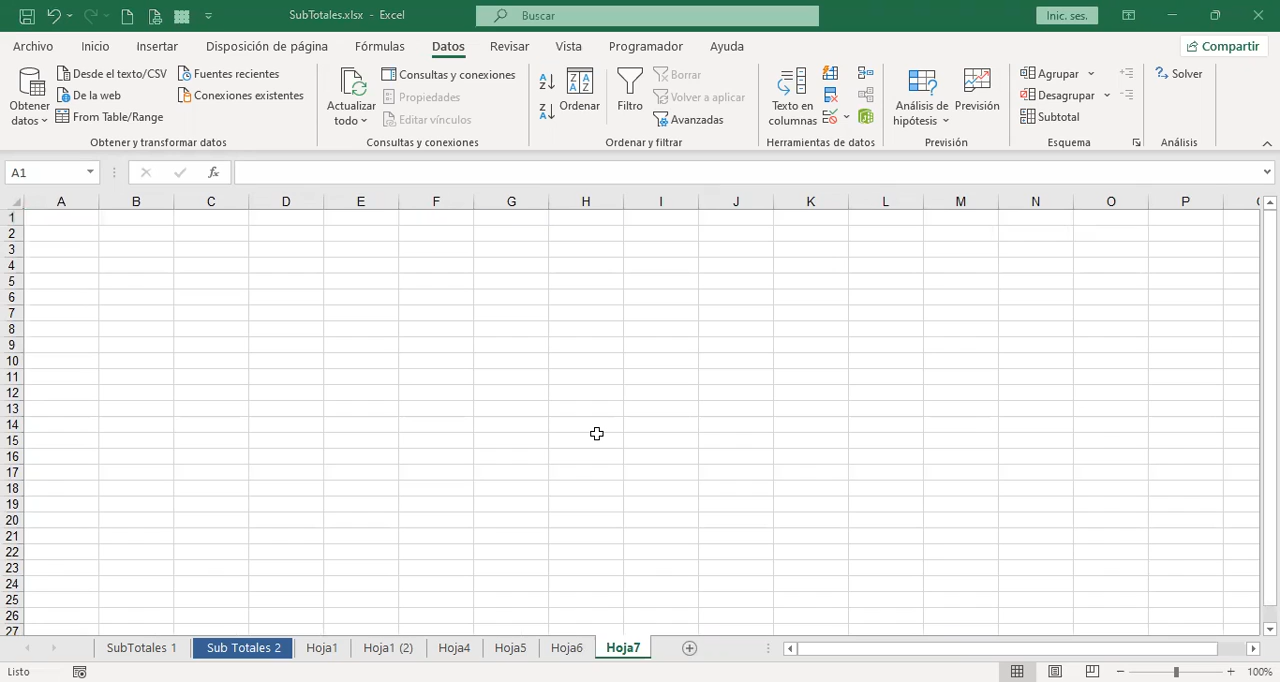 SubTotales.xlsx - Excel
Buscar
Inic. ses.
Archivo Inicio Insertar Disposición de página Fórmulas Datos Revisar Vista Programador Ayuda Compartir
Obtener datos
Desde el texto/CSV
De la web
From Table/Range
Fuentes recientes
Conexiones existentes
Obtener y transformar datos
Actualizar todo
Consultas y conexiones
Propiedades
Editar vínculos
Consultas y conexiones
Ordenar
Filtro
Borrar
Volver a aplicar
Avanzadas
Ordenar y filtrar
Texto en columnas
Herramientas de datos
Análisis de hipótesis
Previsión
Previsión
Agrupar
Desagrupar
Subtotal
Esquema
Solver
Análisis
A1
fx
A B C D E F G H I J K L M N O P
1
2
3
4
5
6
7
8
9
10
11
12
13
14
15
16
17
18
19
20
21
22
23
24
25
26
27
SubTotales 1 Sub Totales 2 Hoja1 Hoja1 (2) Hoja4 Hoja5 Hoja6 Hoja7
Listo
100%